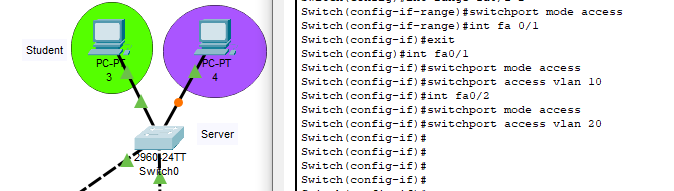 Student
PC-PT
3
PC-PT
4
Server
2960-24TT
Switch0
Switch(config-if-range)#switchport mode access
Switch(config-if-range)#int fa 0/1
Switch(config-if)#exit
Switch(config)#int fa0/1
Switch(config-if)#switchport mode access
Switch(config-if)#switchport access vlan 10
Switch(config-if)#int fa0/2
Switch(config-if)#switchport mode access
Switch(config-if)#switchport access vlan 20
Switch(config-if)#
Switch(config-if)#
Switch(config-if)#
Switch(config-if)#